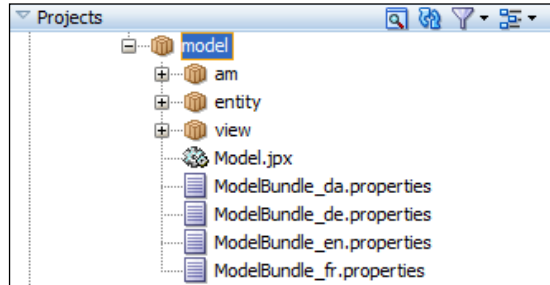 Projects
model
am
entity
view
Model.jpx
ModelBundle_da.properties
ModelBundle_de.properties
ModelBundle_en.properties
ModelBundle_fr.properties